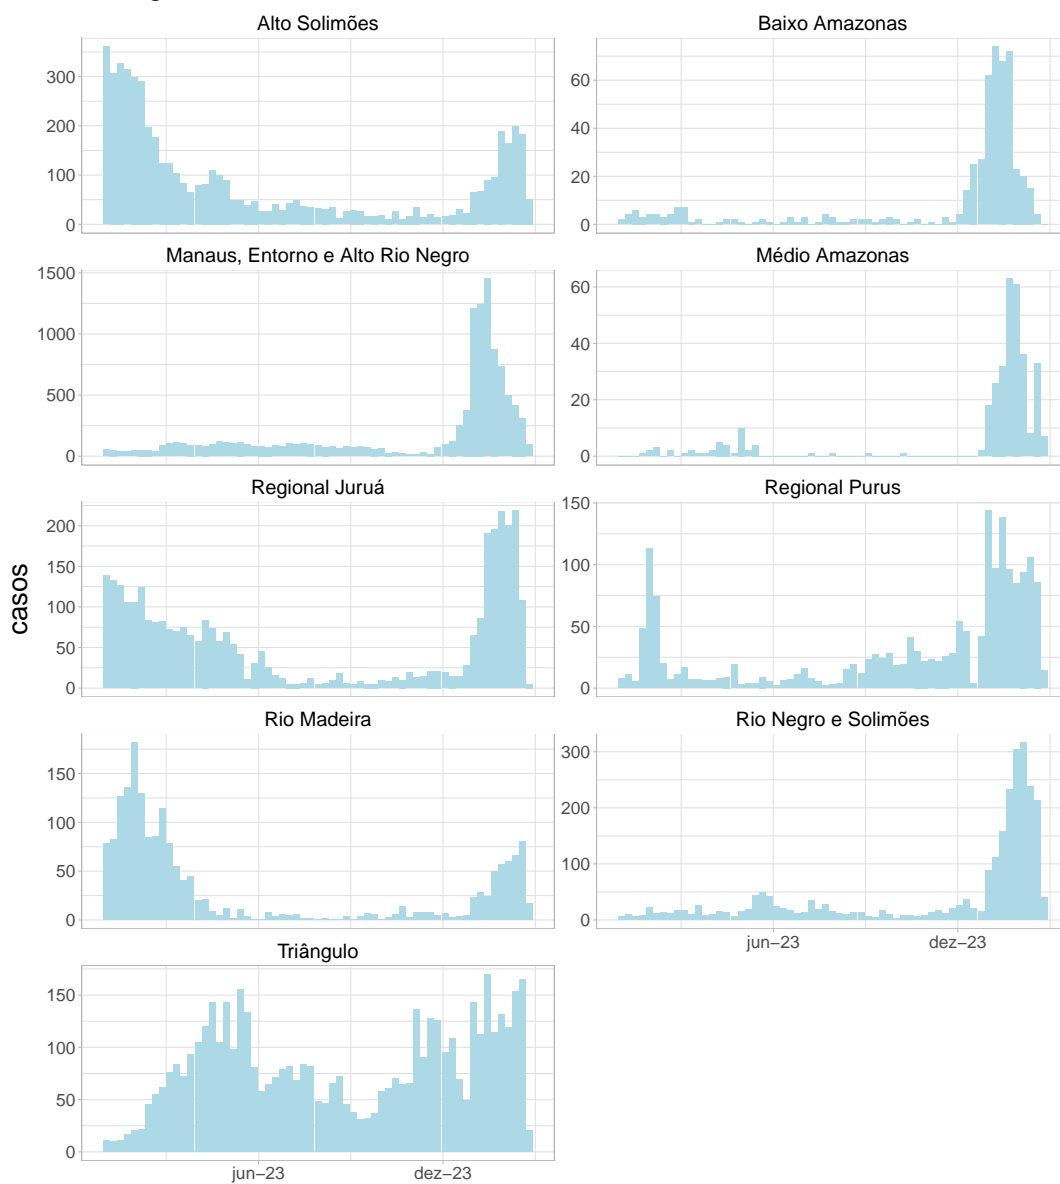 Alto Solimões
Baixo Amazonas
300
200
100
0
60
40
20
0
Manaus, Entorno e Alto Rio Negro
Médio Amazonas
1500
1000
500
0
60
40
20
0
Regional Juruá
Regional Purus
200
150
100
50
0
150
100
50
0
casos
Rio Madeira
Rio Negro e Solimões
150
100
50
0
300
200
100
0
jun–23
dez–23
Triângulo
150
100
50
0
jun–23
dez–23